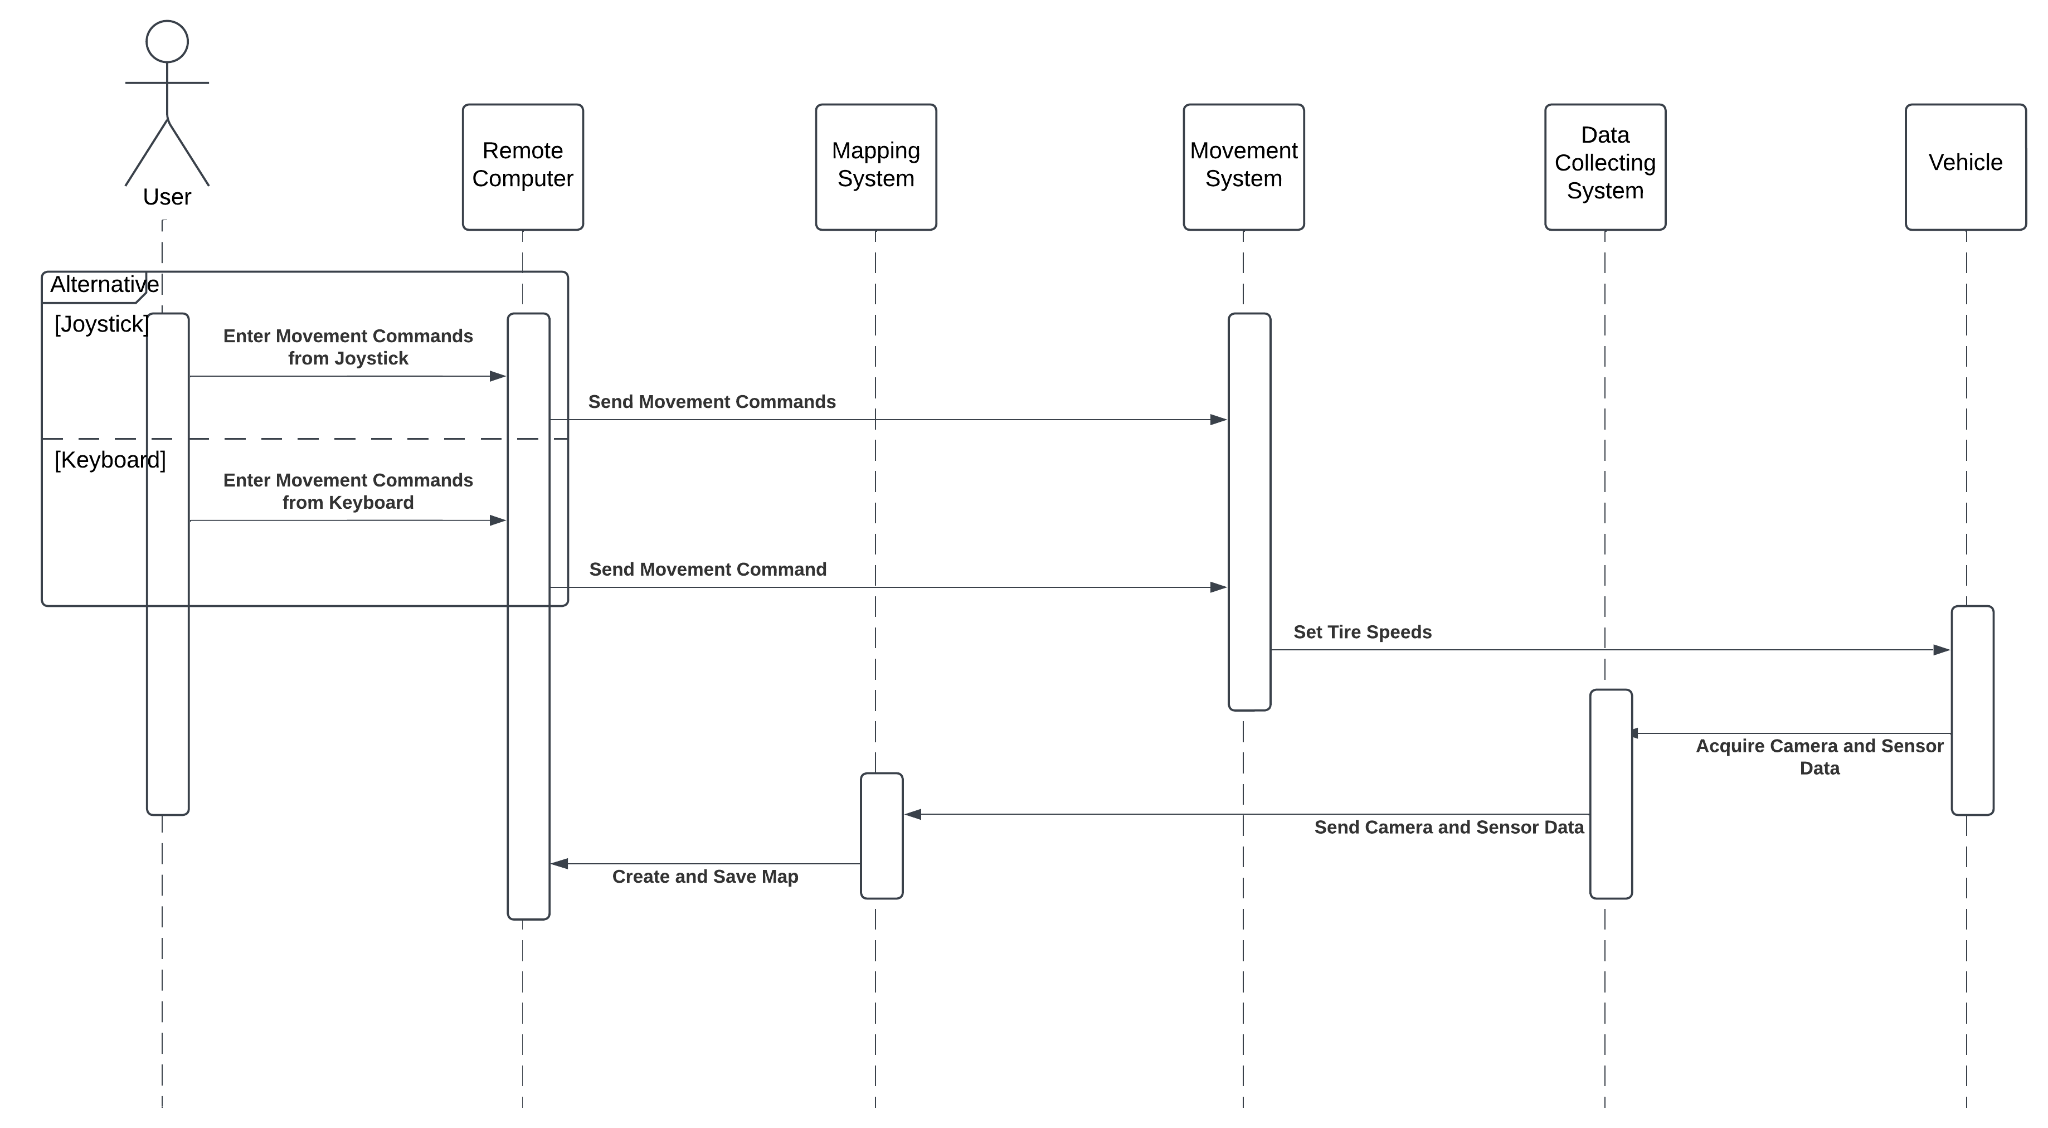 User
Remote
Computer
Mapping
System
Movement
System
Data
Collecting
System
Vehicle
Alternative
[Joystick]
Enter Movement Commands
from Joystick
Send Movement Commands
[Keyboard]
Enter Movement Commands
from Keyboard
Send Movement Command
Set Tire Speeds
Acquire Camera and Sensor
Data
Send Camera and Sensor Data
Create and Save Map